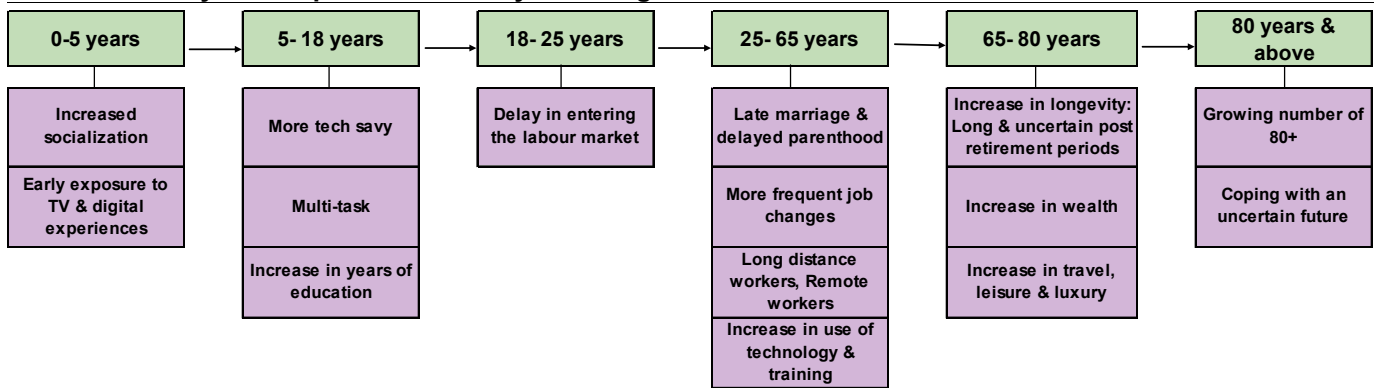 0-5 years
5- 18 years
18- 25 years
25- 65 years
65- 80 years
80 years &
above
Increased
socialization
Early exposure to
TV & digital
experiences
More tech savy
Multi-task
Increase in years of
education
Delay in entering
the labour market
Late marriage &
delayed parenthood
More frequent job
changes
Long distance
workers, Remote
workers
Increase in use of
technology &
training
Increase in longevity:
Long & uncertain post
retirement periods
Increase in wealth
Increase in travel,
leisure & luxury
Growing number of
80+
Coping with an
uncertain future